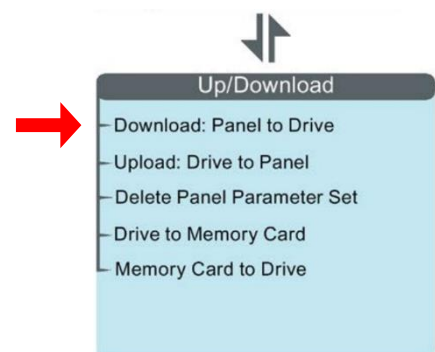 Up/Download
Download: Panel to Drive
Upload: Drive to Panel
Delete Panel Parameter Set
Drive to Memory Card
Memory Card to Drive